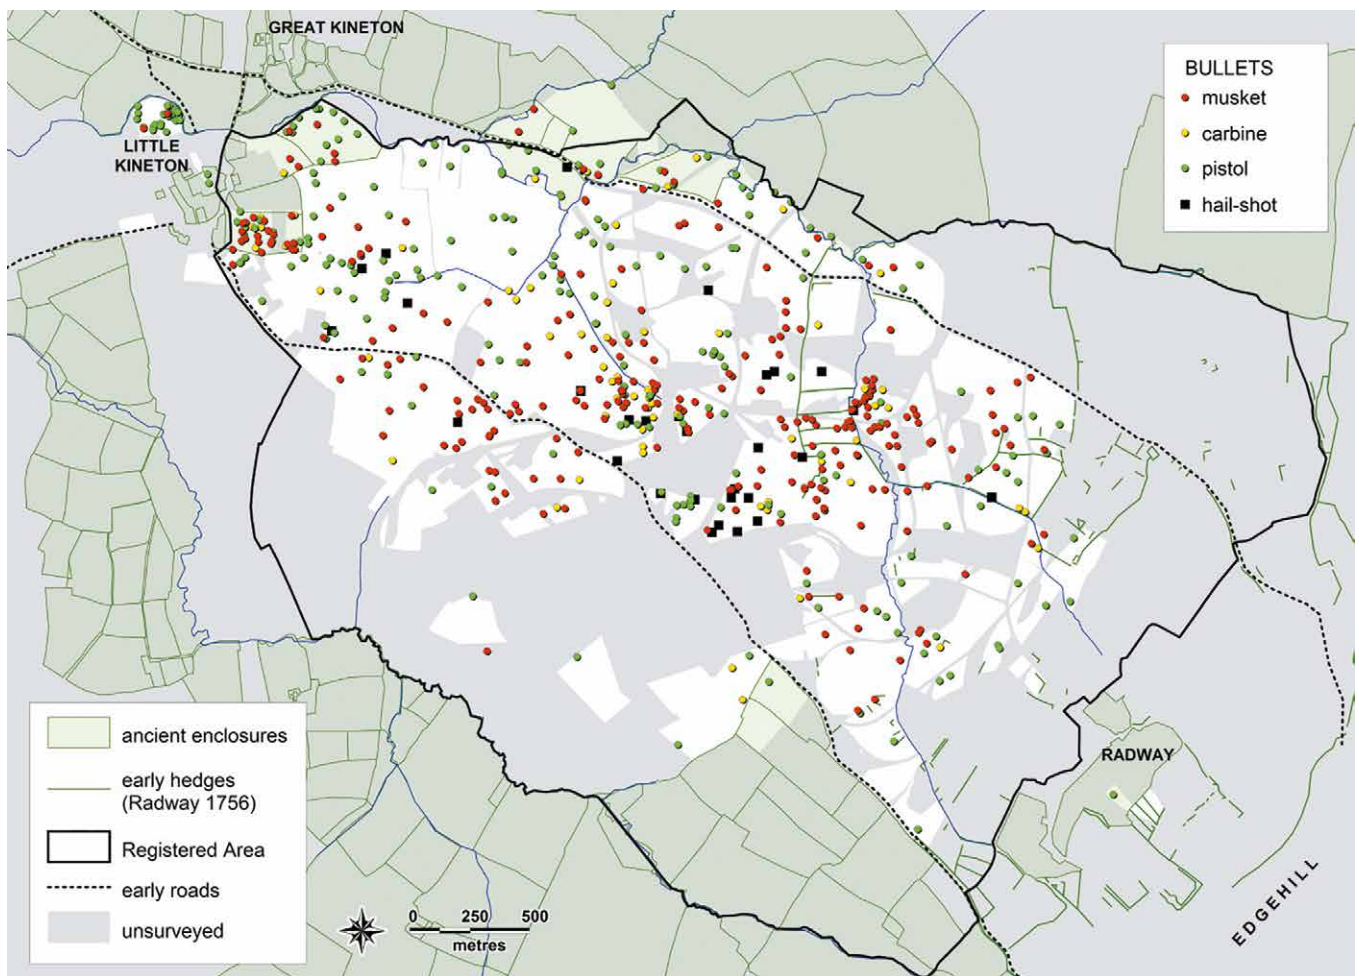 GREAT KINETON
LITTLE
KINETON
BULLETS
musket
carbine
pistol
hail-shot
ancient enclosures
early hedges
(Radway 1756)
Registered Area
early roads
unsurveyed
0 250 500
metres
RADWAY
EDGEHILL